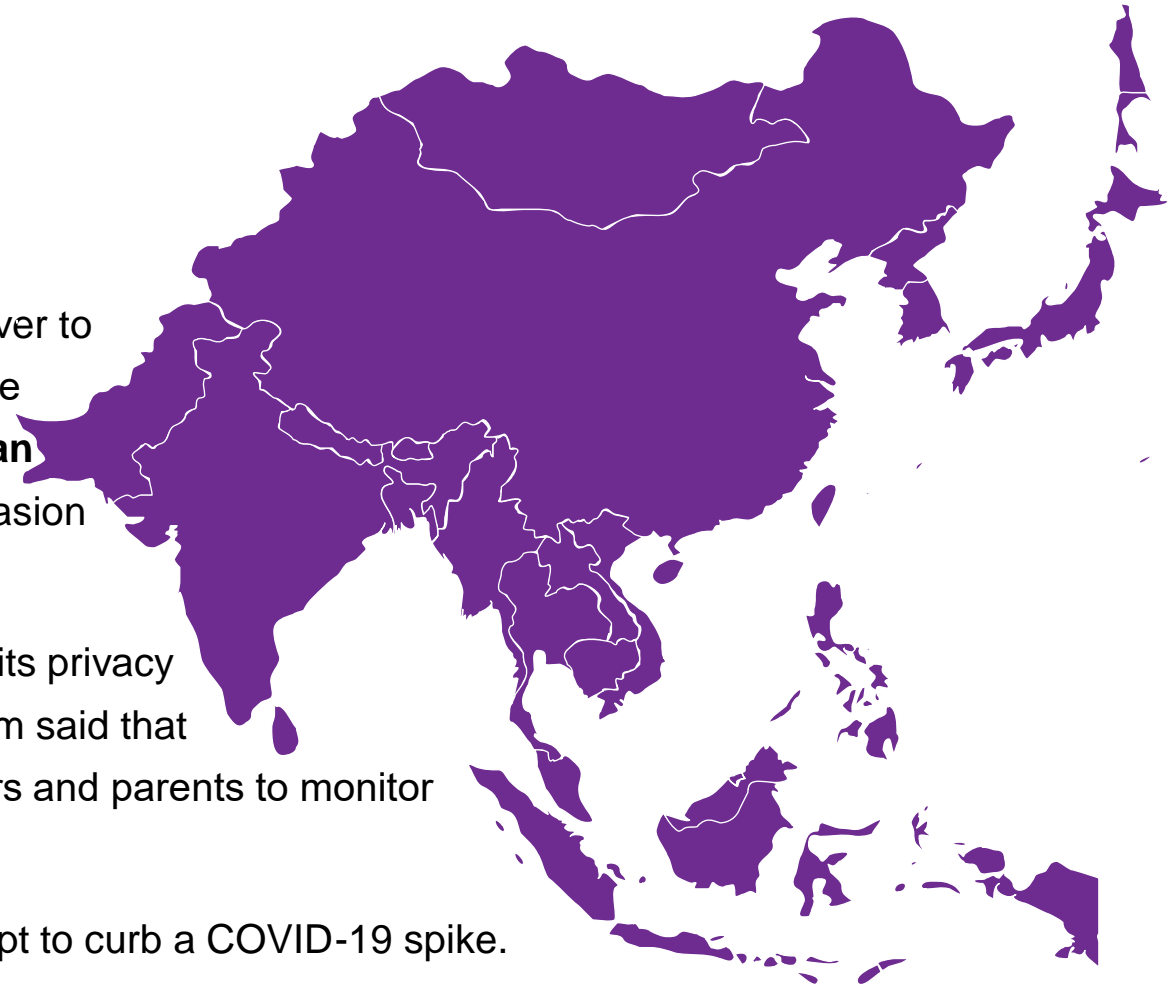 ver to
e
an
asion
its privacy
m said that
rs and parents to monitor
pt to curb a COVID-19 spike.